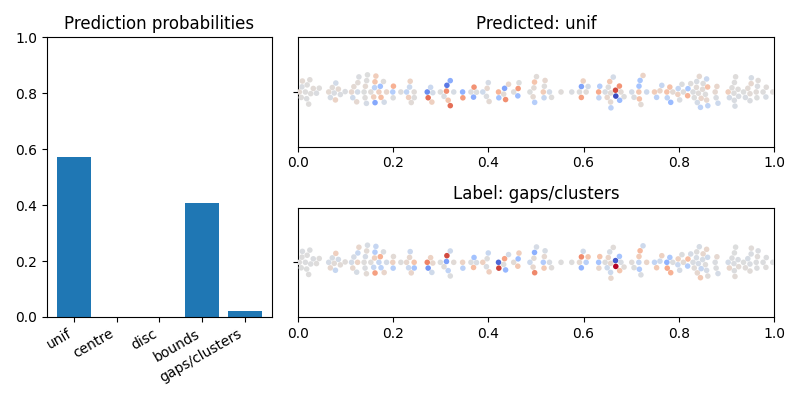 Prediction probabilities
1.0
0.8
0.6
0.4
0.2
0.0
unif
centre
disc
bounds
gaps/clusters
Predicted: unif
0.0 0.2 0.4 0.6 0.8 1.0
Label: gaps/clusters
0.0 0.2 0.4 0.6 0.8 1.0